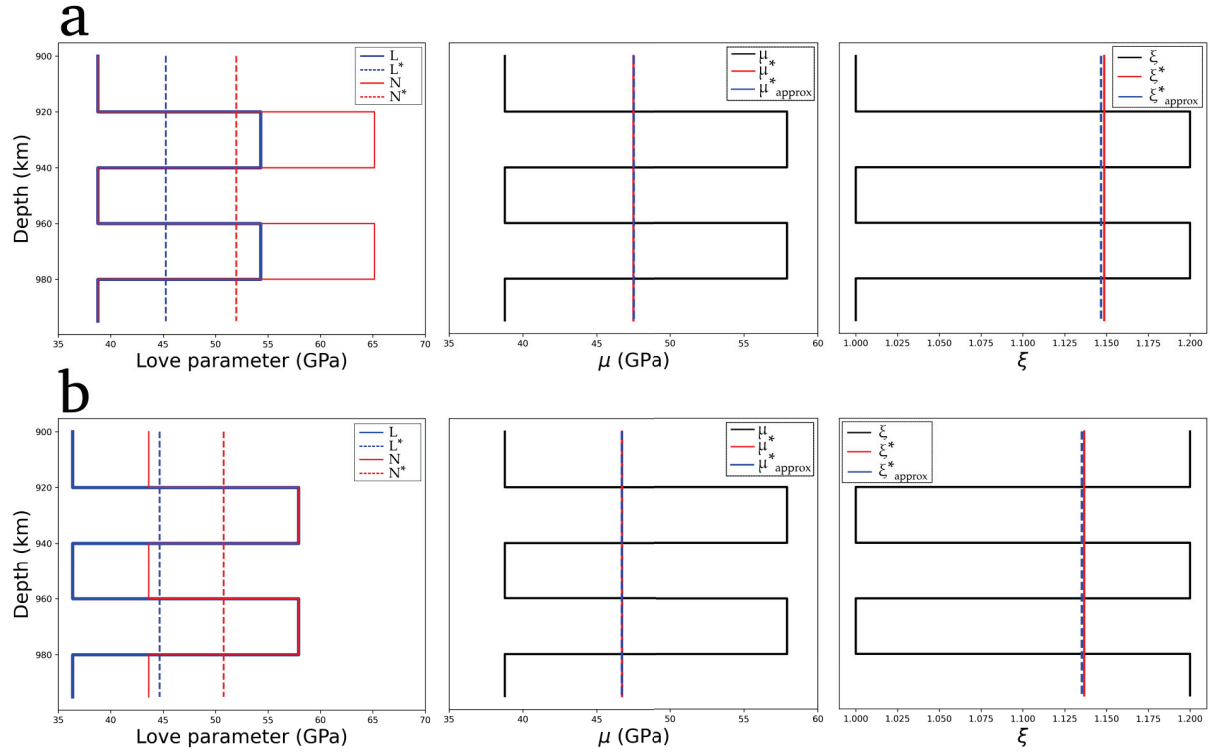 a
900
920
940
960
980
Depth (km)
L
L*
N
N*
35 40 45 50 55 60 65 70
Love parameter (GPa)
μ
μ*
μ*approx
35 40 45 50 55 60
μ (GPa)
ξ
ξ*
ξ*approx
1.000 1.025 1.050 1.075 1.100 1.125 1.150 1.175 1.200
ξ
b
900
920
940
960
980
Depth (km)
L
L*
N
N*
35 40 45 50 55 60 65 70
Love parameter (GPa)
μ
μ*
μ*approx
35 40 45 50 55 60
μ (GPa)
ξ
ξ*
ξ*approx
1.000 1.025 1.050 1.075 1.100 1.125 1.150 1.175 1.200
ξ